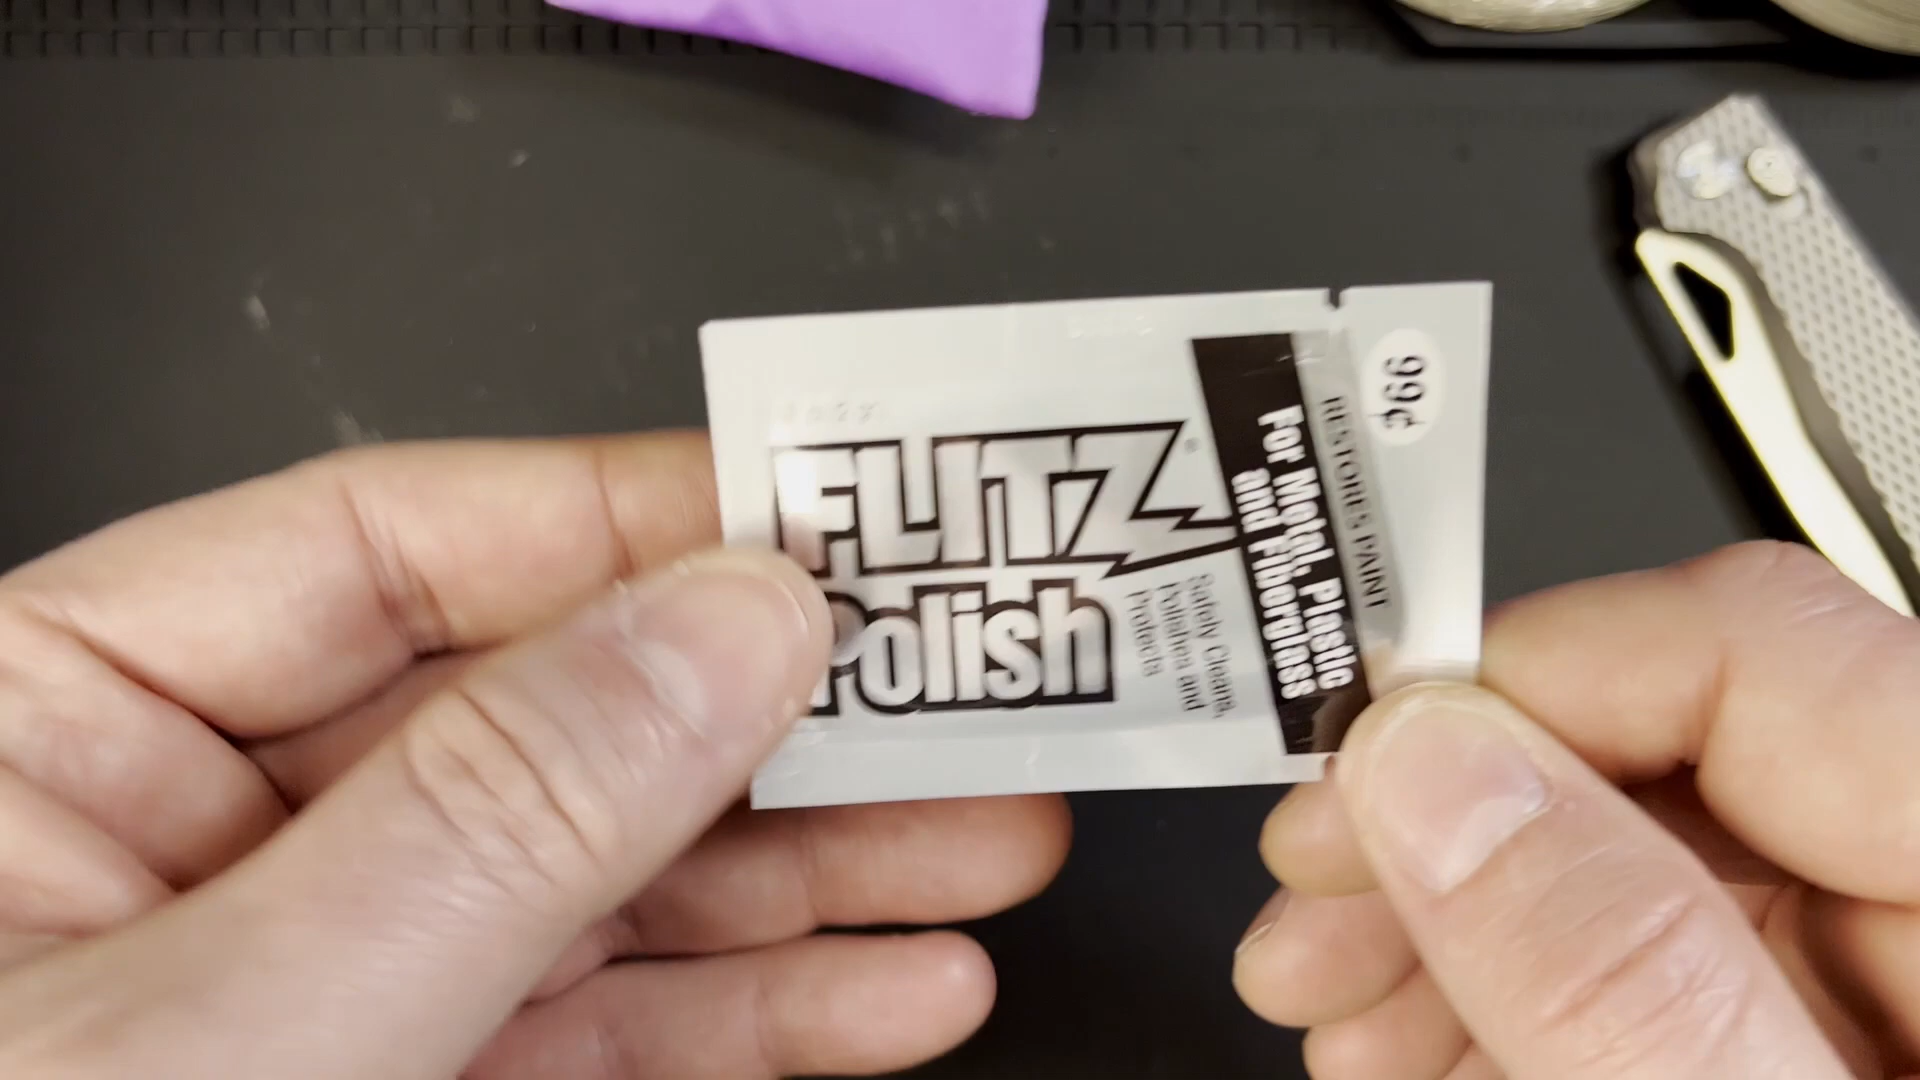 FLITZ®
Polish
Safely Cleans,
Polishes and
Protects
For Metal, Plastic
and Fiberglass
RESTORES PAINT
99¢